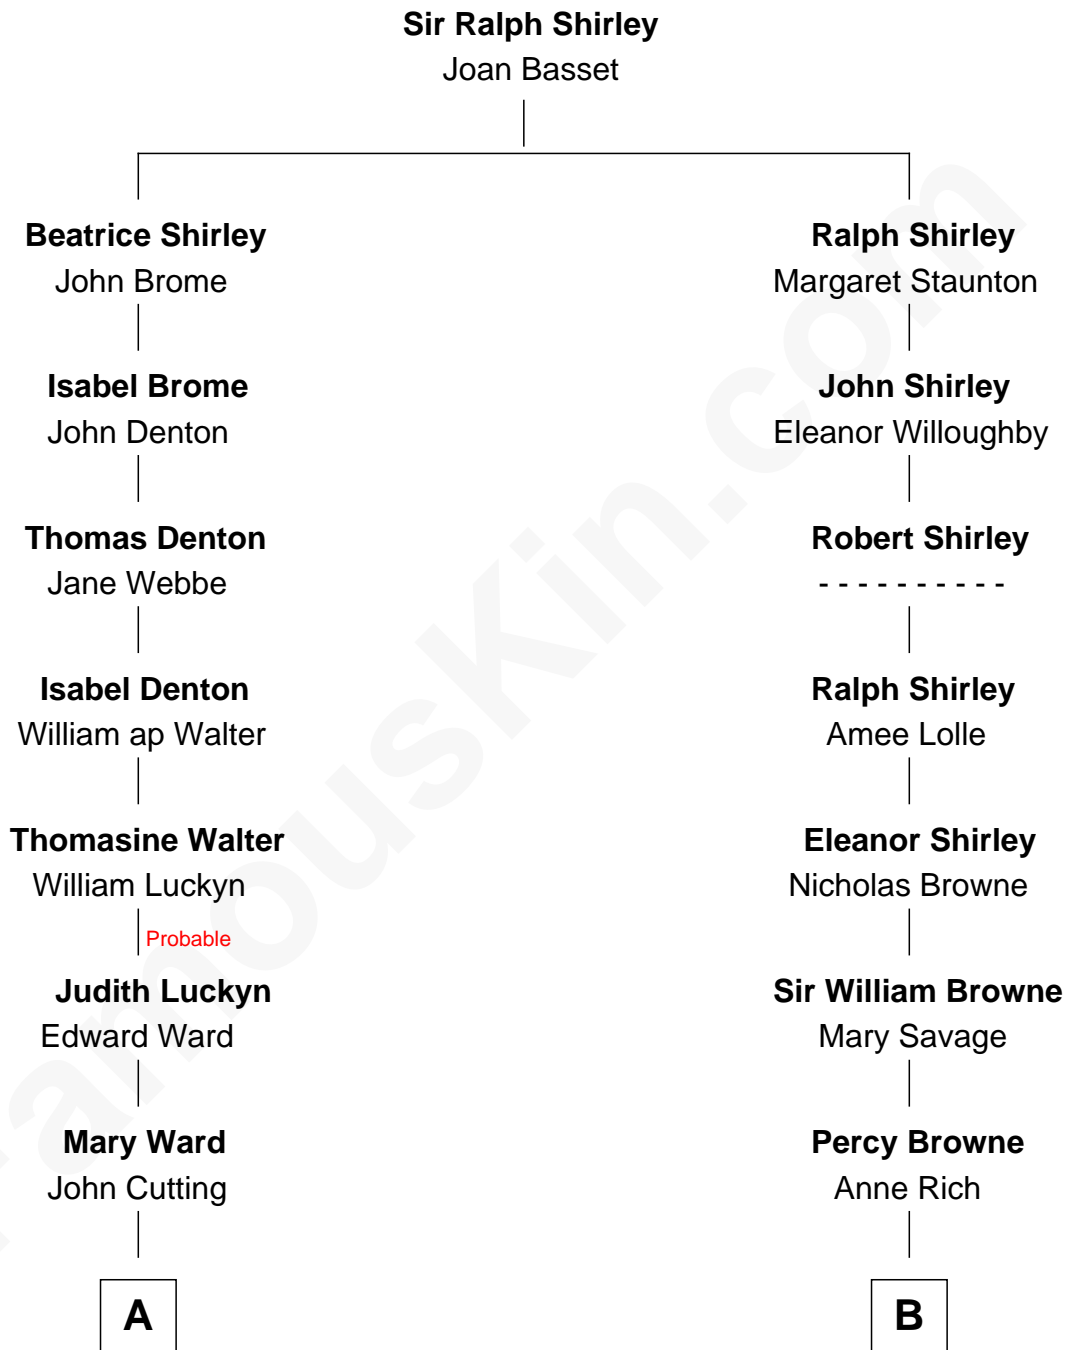 Sir Ralph Shirley
Joan Basset
Beatrice Shirley
John Brome
Ralph Shirley
Margaret Staunton
Isabel Brome
John Denton
John Shirley
Eleanor Willoughby
Thomas Denton
Jane Webbe
Robert Shirley
- - - - - - - - - -
Isabel Denton
William ap Walter
Ralph Shirley
Amee Lolle
Thomasine Walter
William Luckyn
Eleanor Shirley
Nicholas Browne
Probable
Judith Luckyn
Edward Ward
Sir William Browne
Mary Savage
Mary Ward
John Cutting
Percy Browne
Anne Rich
A
B
FamousKin.com